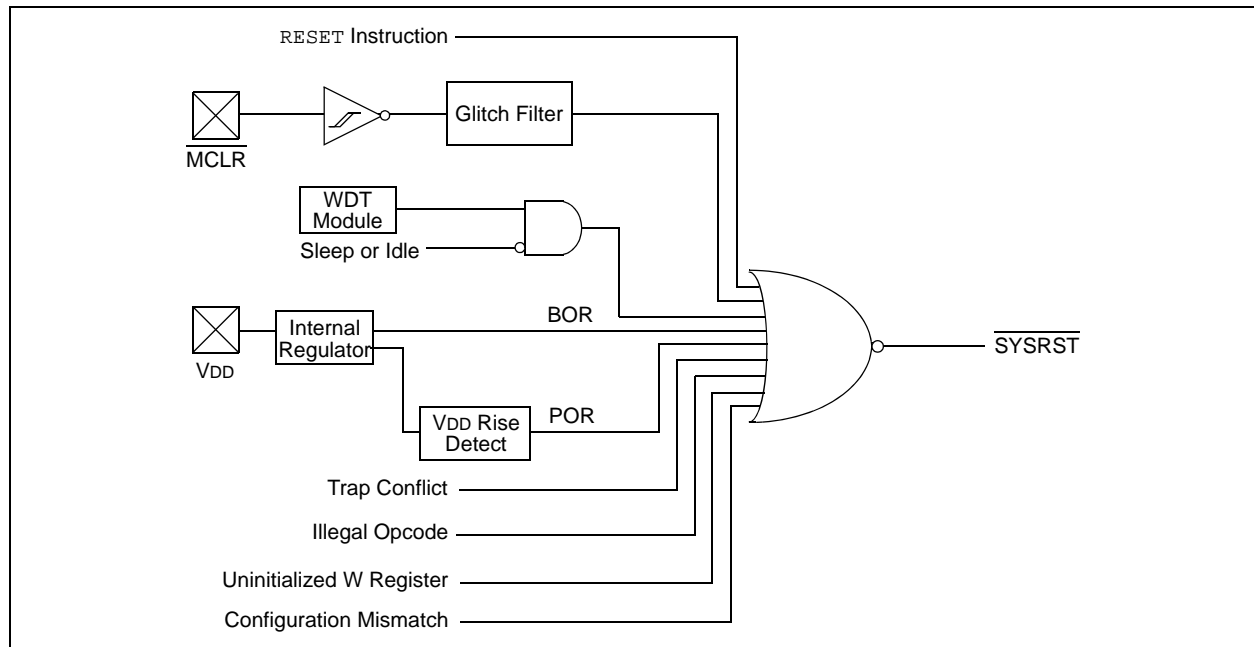 RESET Instruction
Glitch Filter
MCLR
WDT
Module
Sleep or Idle
BOR
Internal
Regulator
SYSRST
VDD
POR
VDD Rise
Detect
Trap Conflict
Illegal Opcode
Uninitialized W Register
Configuration Mismatch